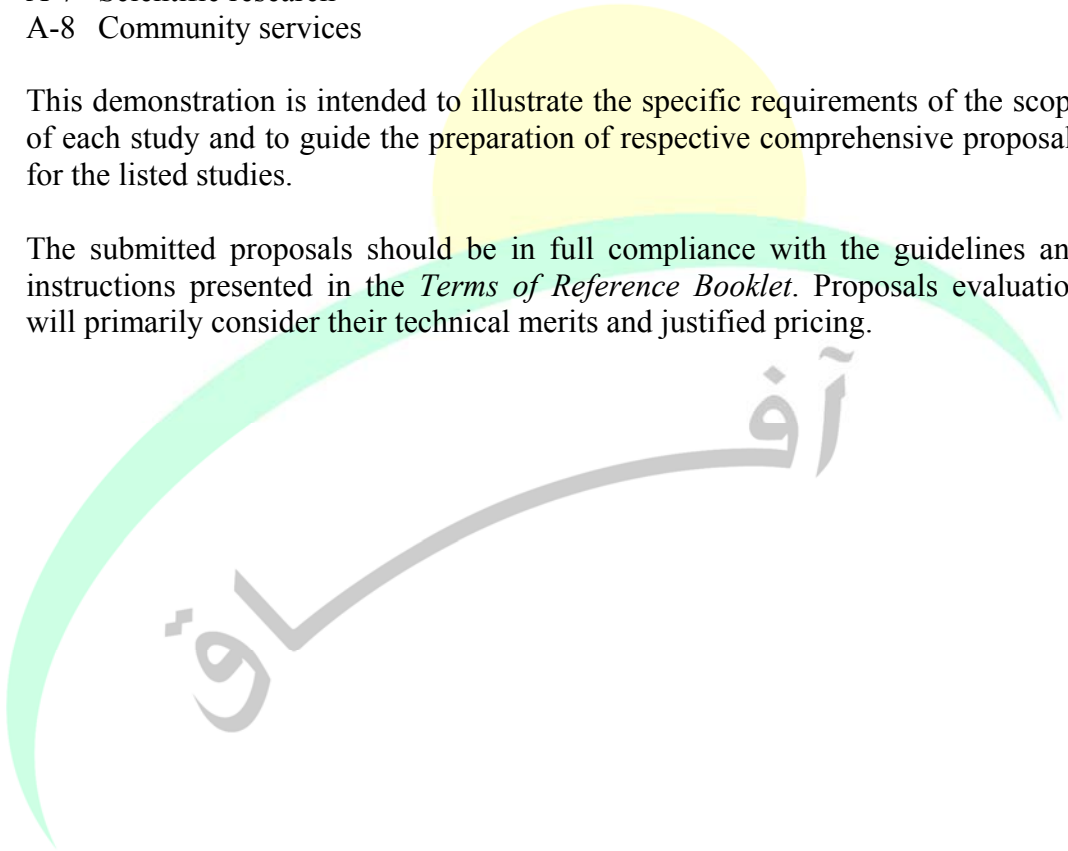 A-8 Community services
This demonstration is intended to illustrate the specific requirements of the scop
of each study and to guide the preparation of respective comprehensive proposal
for the listed studies.
The submitted proposals should be in full compliance with the guidelines an
instructions presented in the Terms of Reference Booklet. Proposals evaluatio
will primarily consider their technical merits and justified pricing.
آفـــاق